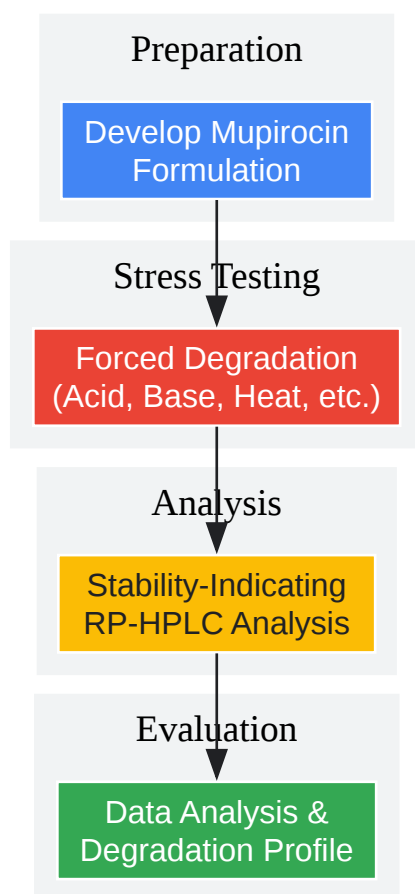 Preparation
Develop Mupirocin
Formulation
Stress Testing
Forced Degradation
(Acid, Base, Heat, etc.)
Analysis
Stability-Indicating
RP-HPLC Analysis
Evaluation
Data Analysis &
Degradation Profile